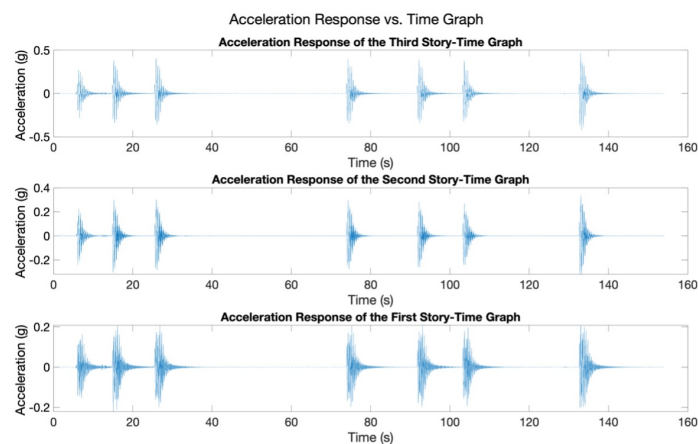 Acceleration Response vs. Time Graph
Acceleration Response of the Third Story-Time Graph
Acceleration (g)
0.5
0
-0.5
0 20 40 60 80 100 120 140 160
Time (s)
Acceleration Response of the Second Story-Time Graph
Acceleration (g)
0.4
0.2
0
-0.2
0 20 40 60 80 100 120 140 160
Time (s)
Acceleration Response of the First Story-Time Graph
Acceleration (g)
0.2
0
-0.2
0 20 40 60 80 100 120 140 160
Time (s)